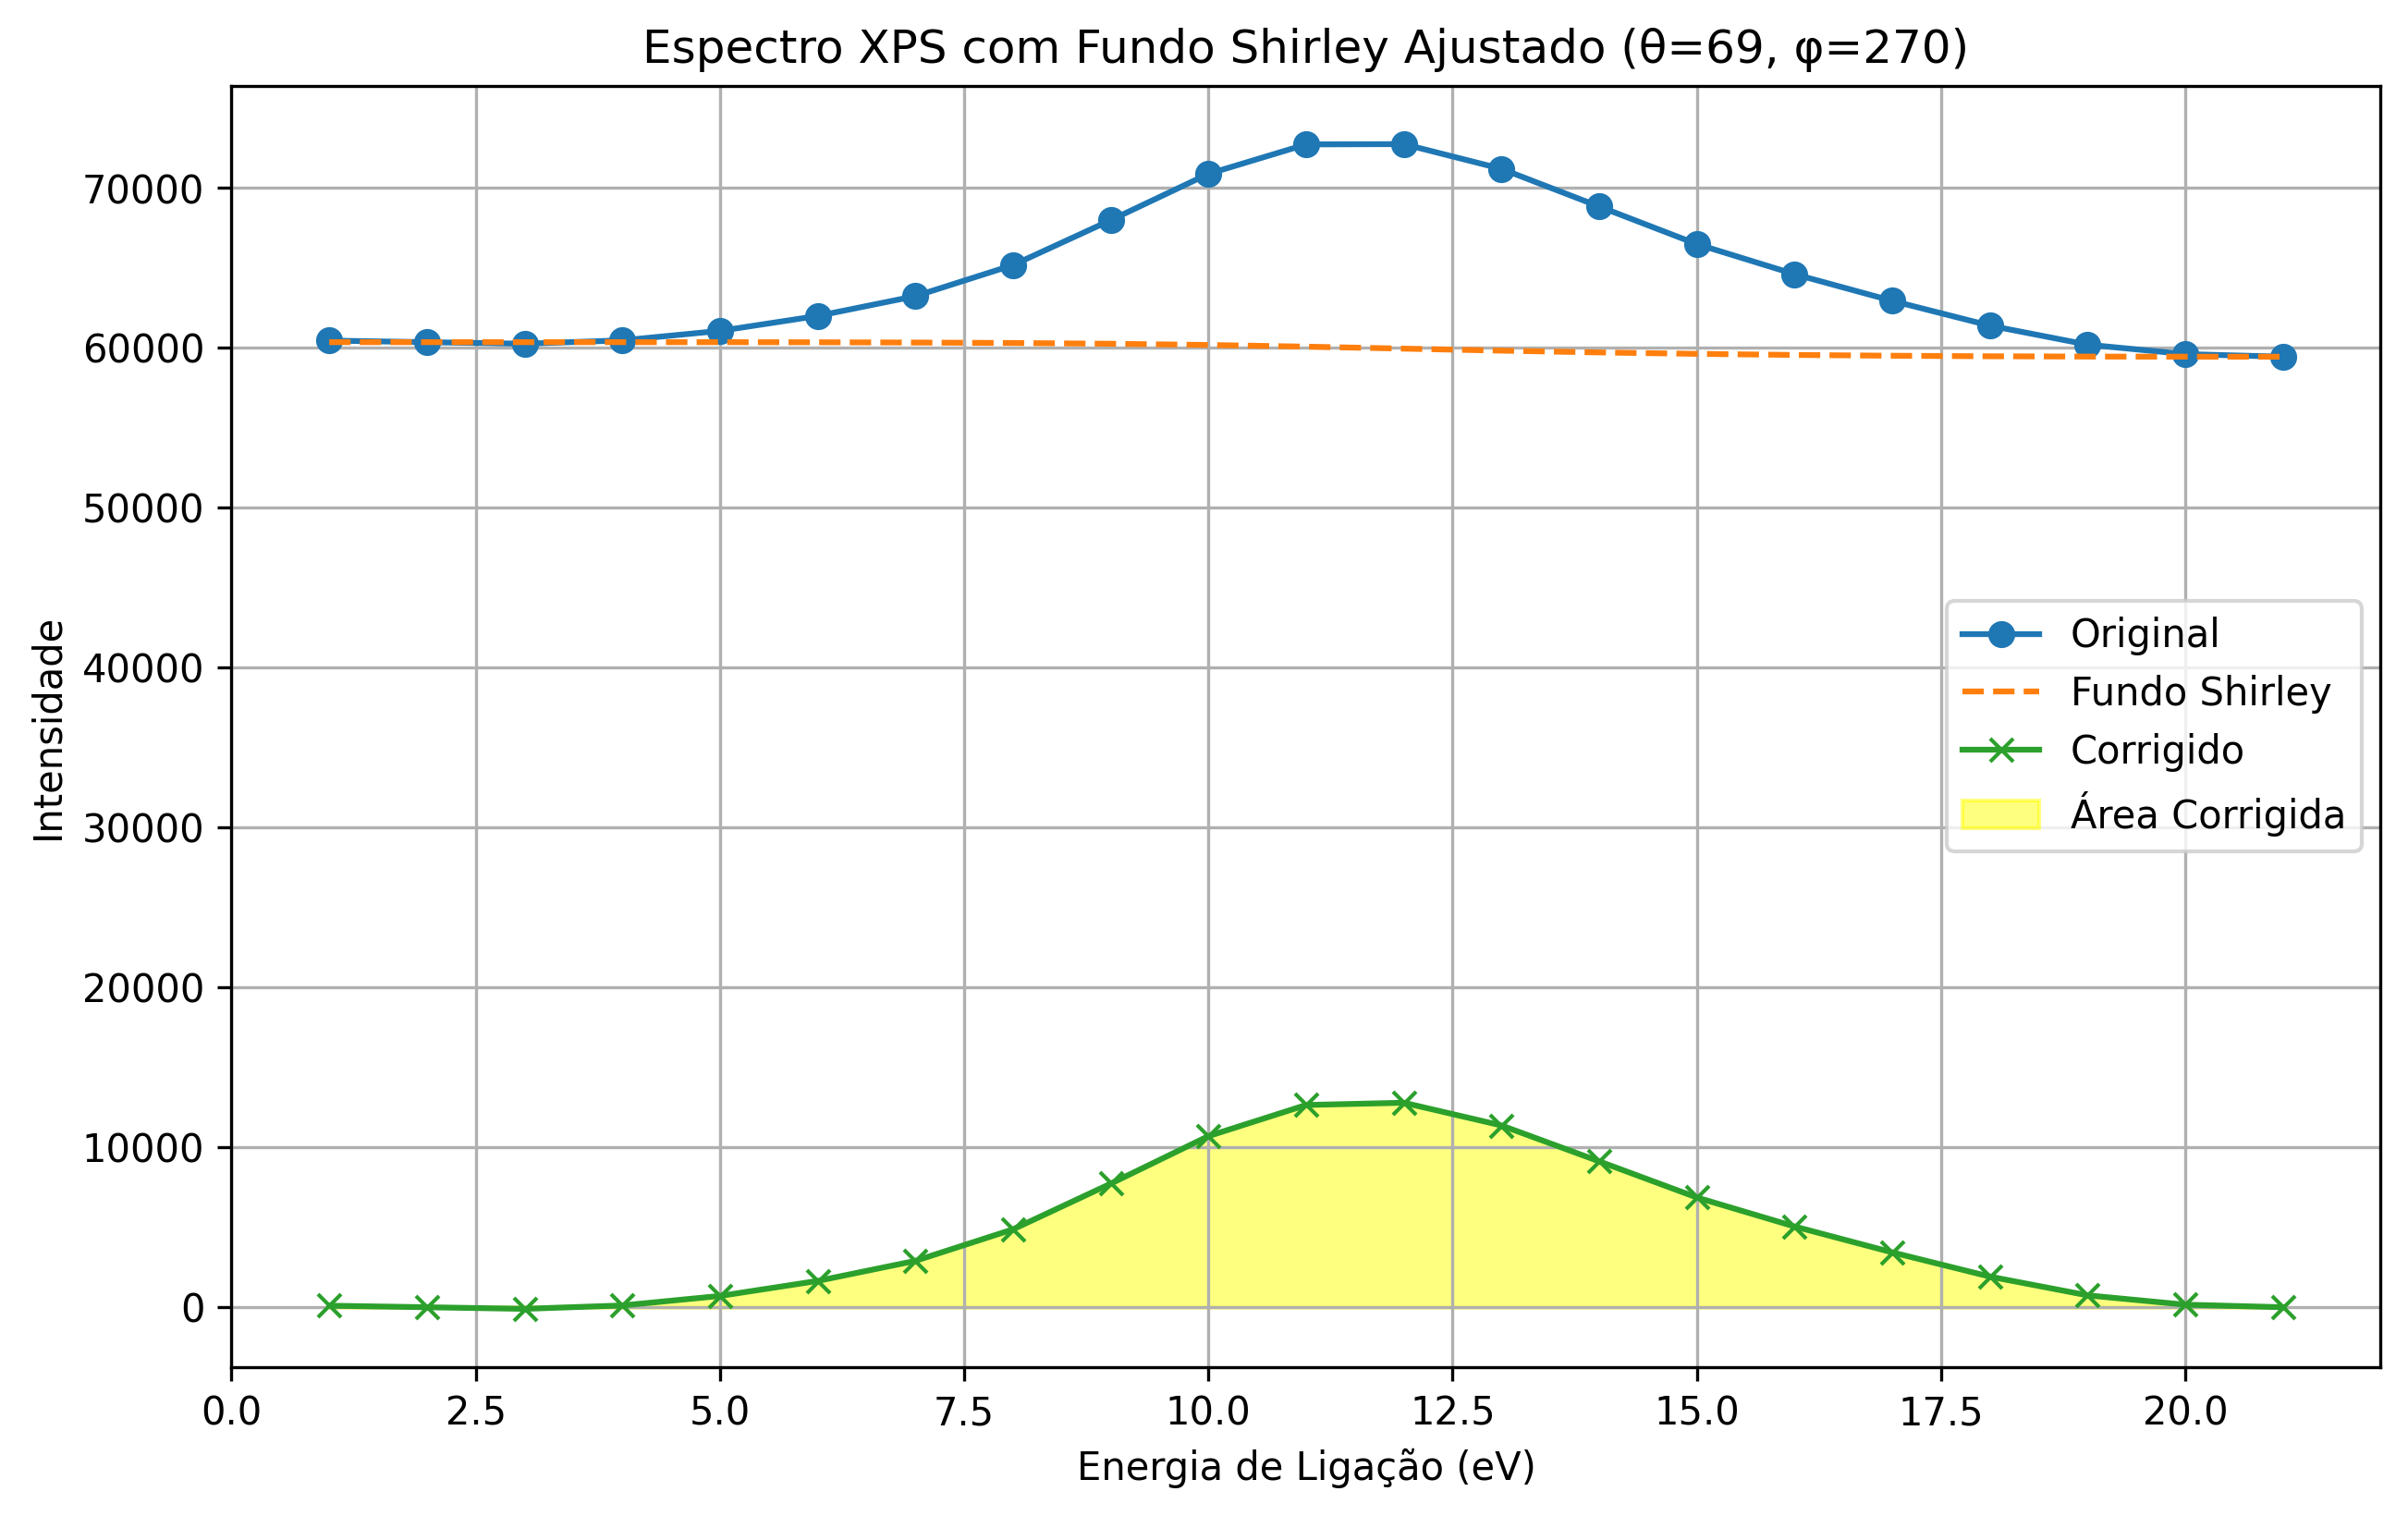 Espectro XPS com Fundo Shirley Ajustado (θ=69, φ=270)
70000
60000
50000
40000
30000
20000
10000
0
Intensidade
Original
Fundo Shirley
Corrigido
Área Corrigida
0.0 2.5 5.0 7.5 10.0 12.5 15.0 17.5 20.0
Energia de Ligação (eV)